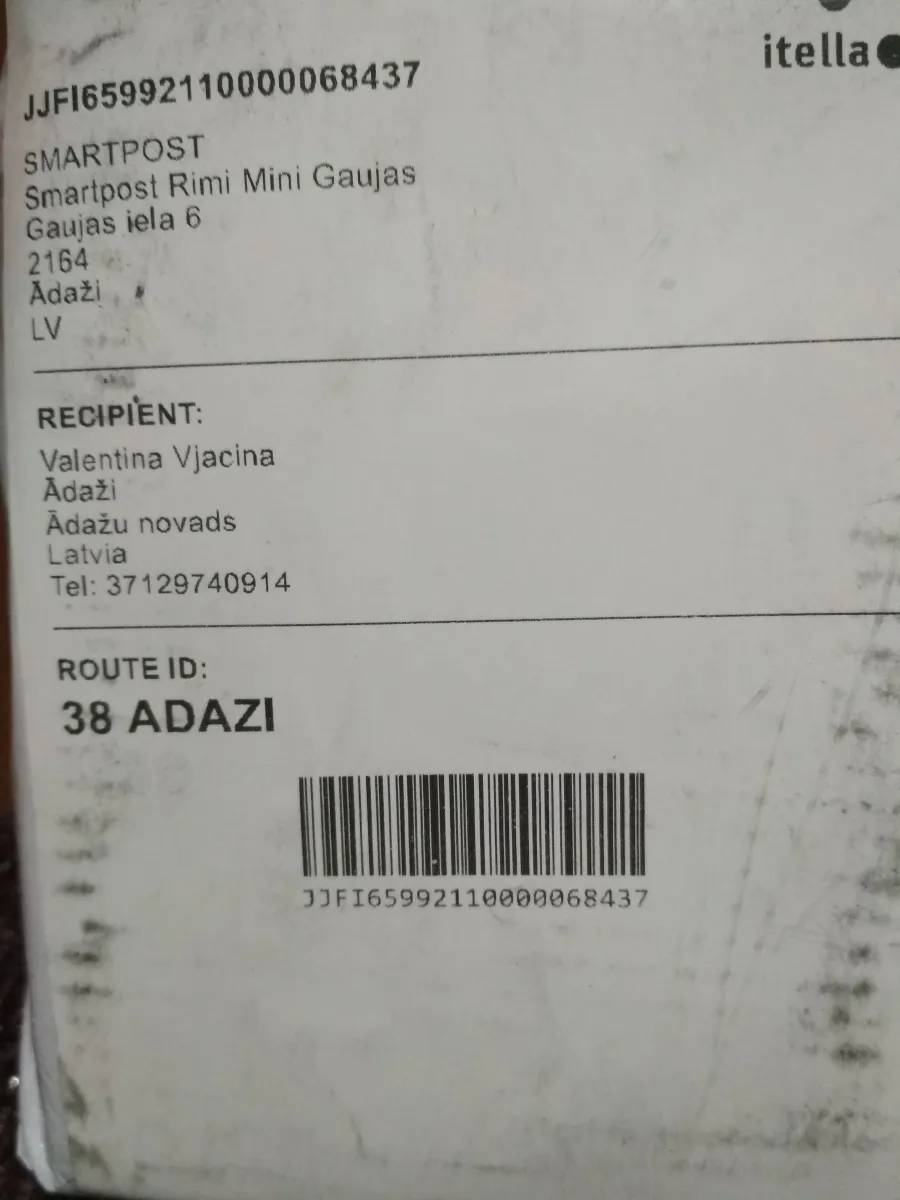 itella
JJFI65992110000068437
SMARTPOST
Smartpost Rimi Mini Gaujas
Gaujas iela 6
2164
Ādaži
LV
RECIPIENT:
Valentina Vjacina
Ādaži
Ādažu novads
Latvia
Tel: 37129740914
ROUTE ID:
38 ADAZI
JJFI65992110000068437